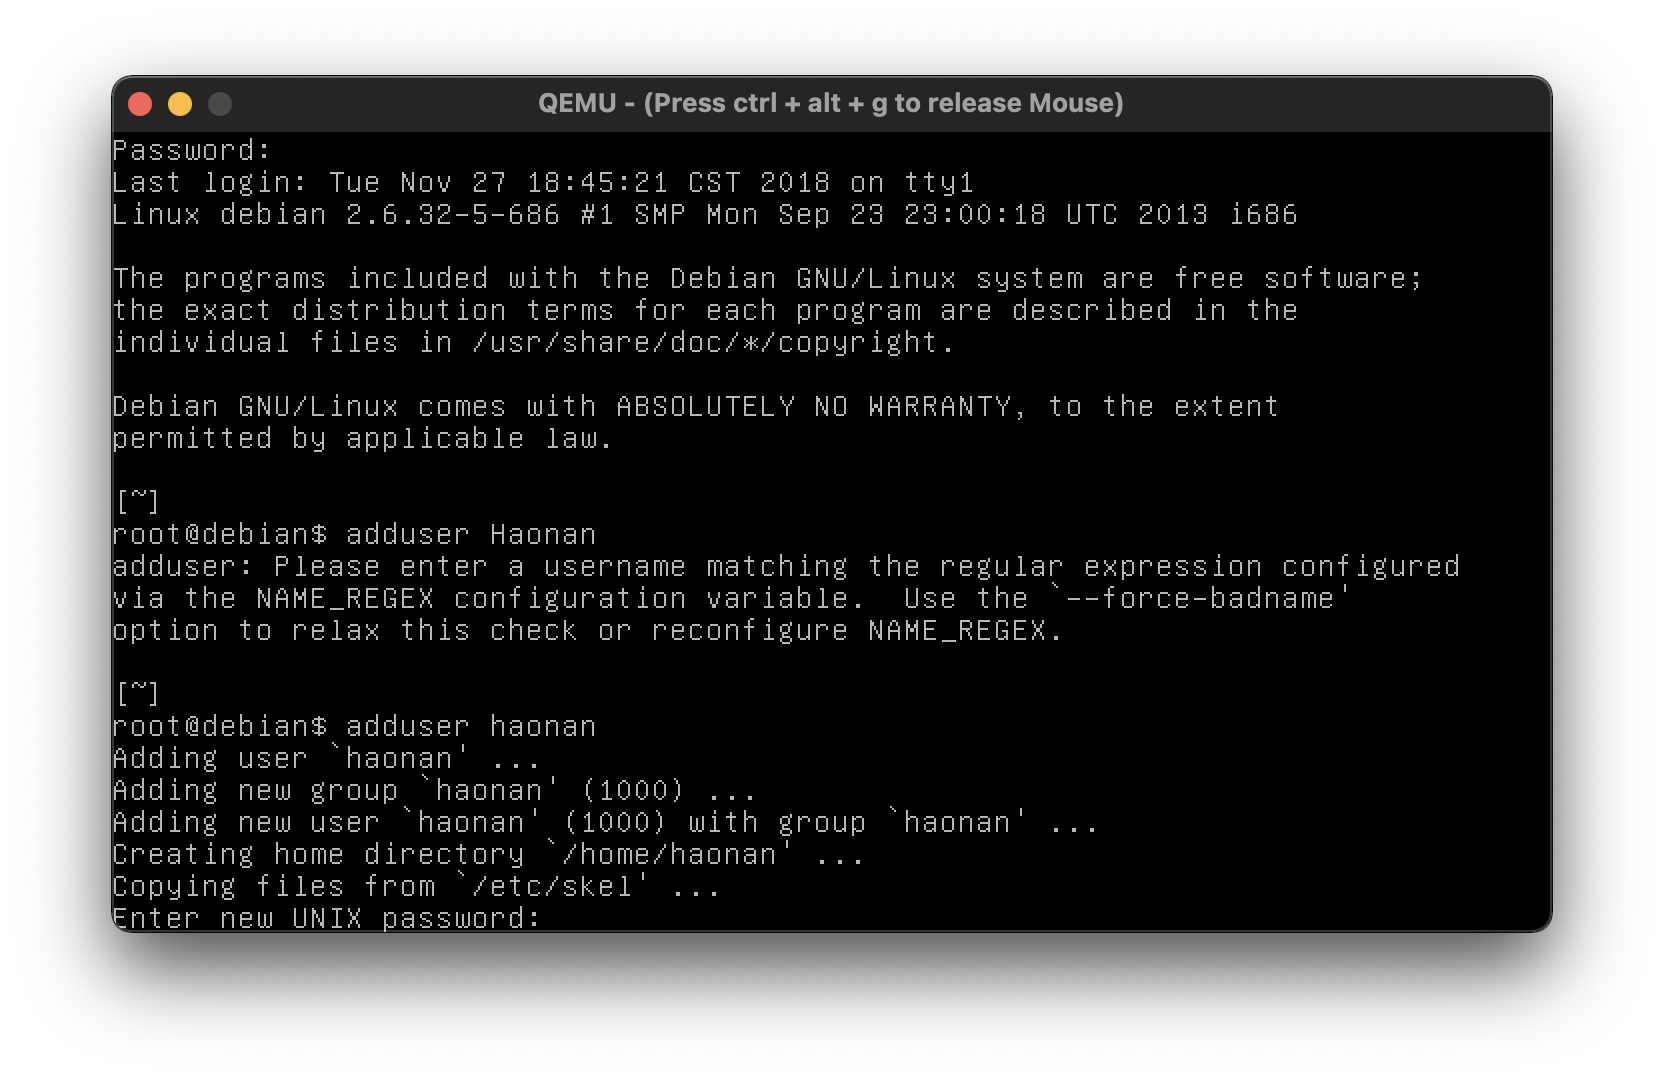 QEMU - (Press ctrl + alt + g to release Mouse)
Password:
Last login: Tue Nov 27 18:45:21 CST 2018 on tty1
Linux debian 2.6.32-5-686 #1 SMP Mon Sep 23 23:00:18 UTC 2013 i686
The programs included with the Debian GNU/Linux system are free software;
the exact distribution terms for each program are described in the
individual files in /usr/share/doc/*/copyright.
Debian GNU/Linux comes with ABSOLUTELY NO WARRANTY, to the extent
permitted by applicable law.
[~]
root@debian$ adduser Haonan
adduser: Please enter a username matching the regular expression configured
via the NAME_REGEX configuration variable.  Use the `--force-badname'
option to relax this check or reconfigure NAME_REGEX.
[~]
root@debian$ adduser haonan
Adding user `haonan' ...
Adding new group `haonan' (1000) ...
Adding new user `haonan' (1000) with group `haonan' ...
Creating home directory `/home/haonan' ...
Copying files from `/etc/skel' ...
Enter new UNIX password: